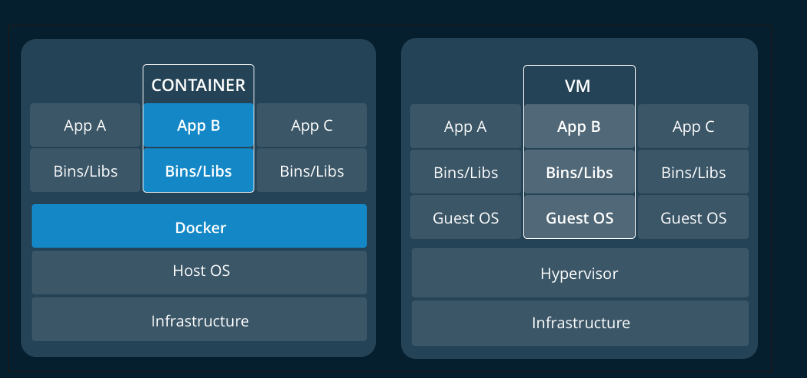 CONTAINER
App A App B App C
Bins/Libs Bins/Libs Bins/Libs
Docker
Host OS
Infrastructure
VM
App A App B App C
Bins/Libs Bins/Libs Bins/Libs
Guest OS Guest OS Guest OS
Hypervisor
Infrastructure